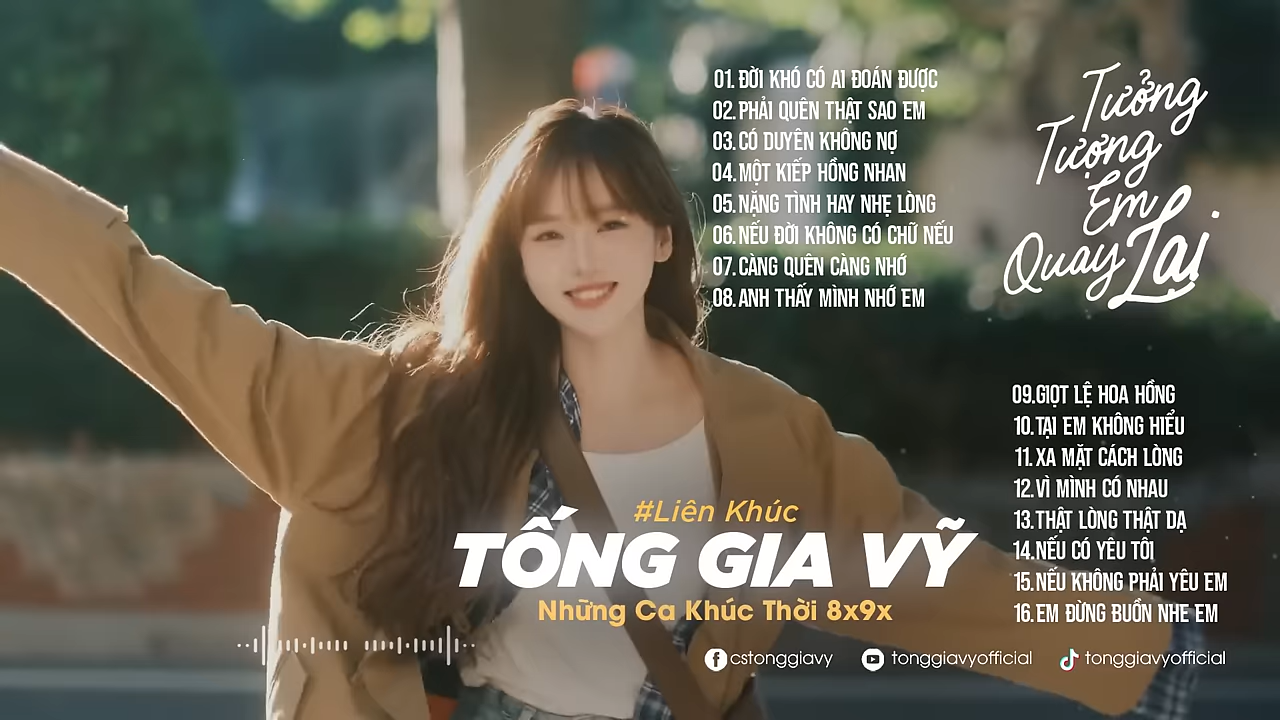 01. ĐỜI KHÓ CÓ AI ĐOÁN ĐƯỢC
02. PHẢI QUÊN THẬT SAO EM
03. CÓ DUYÊN KHÔNG NỢ
04. MỘT KIẾP HỒNG NHAN
05. NẶNG TÌNH HAY NHẸ LÒNG
06. NẾU ĐỜI KHÔNG CÓ CHỮ NẾU
07. CÀNG QUÊN CÀNG NHỚ
08. ANH THẤY MÌNH NHỚ EM
Tưởng
Tượng
Em
Quay Lại
09. GIỌT LỆ HOA HỒNG
10. TẠI EM KHÔNG HIỂU
11. XA MẶT CÁCH LÒNG
12. VÌ MÌNH CÓ NHAU
13. THẬT LÒNG THẬT DẠ
14. NẾU CÓ YÊU TÔI
15. NẾU KHÔNG PHẢI YÊU EM
16. EM ĐỪNG BUỒN NHE EM
#Liên Khúc
TỐNG GIA VỸ
Những Ca Khúc Thời 8x9x
cstonggiavy
tonggiavyofficial
tonggiavyofficial